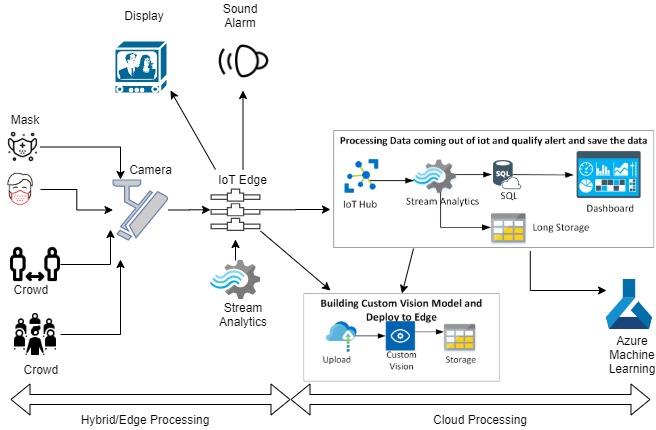 Display
Sound
Alarm
Mask
Camera
IoT Edge
Processing Data coming out of iot and qualify alert and save the data
IoT Hub
Stream Analytics
SQL
SQL
Dashboard
Long Storage
Crowd
Stream
Analytics
Building Custom Vision Model and
Deploy to Edge
Upload
Custom
Vision
Storage
Crowd
Azure
Machine
Learning
Hybrid/Edge Processing
Cloud Processing